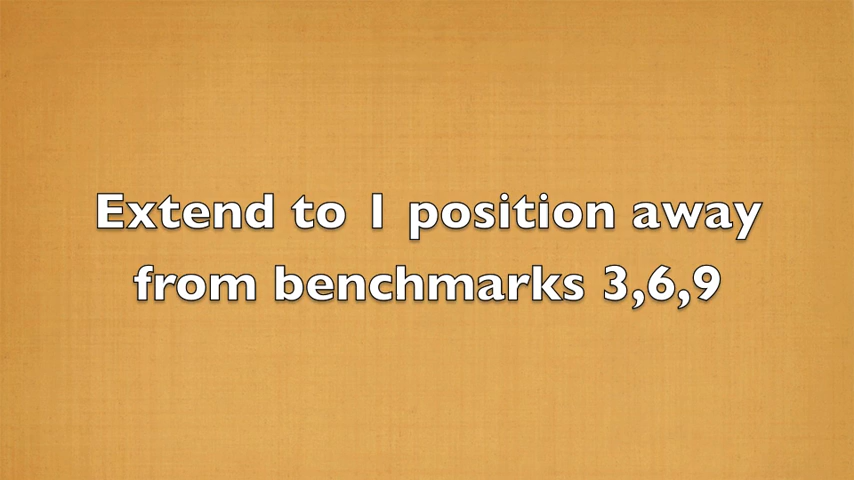 Extend to 1 position away
from benchmarks 3,6,9